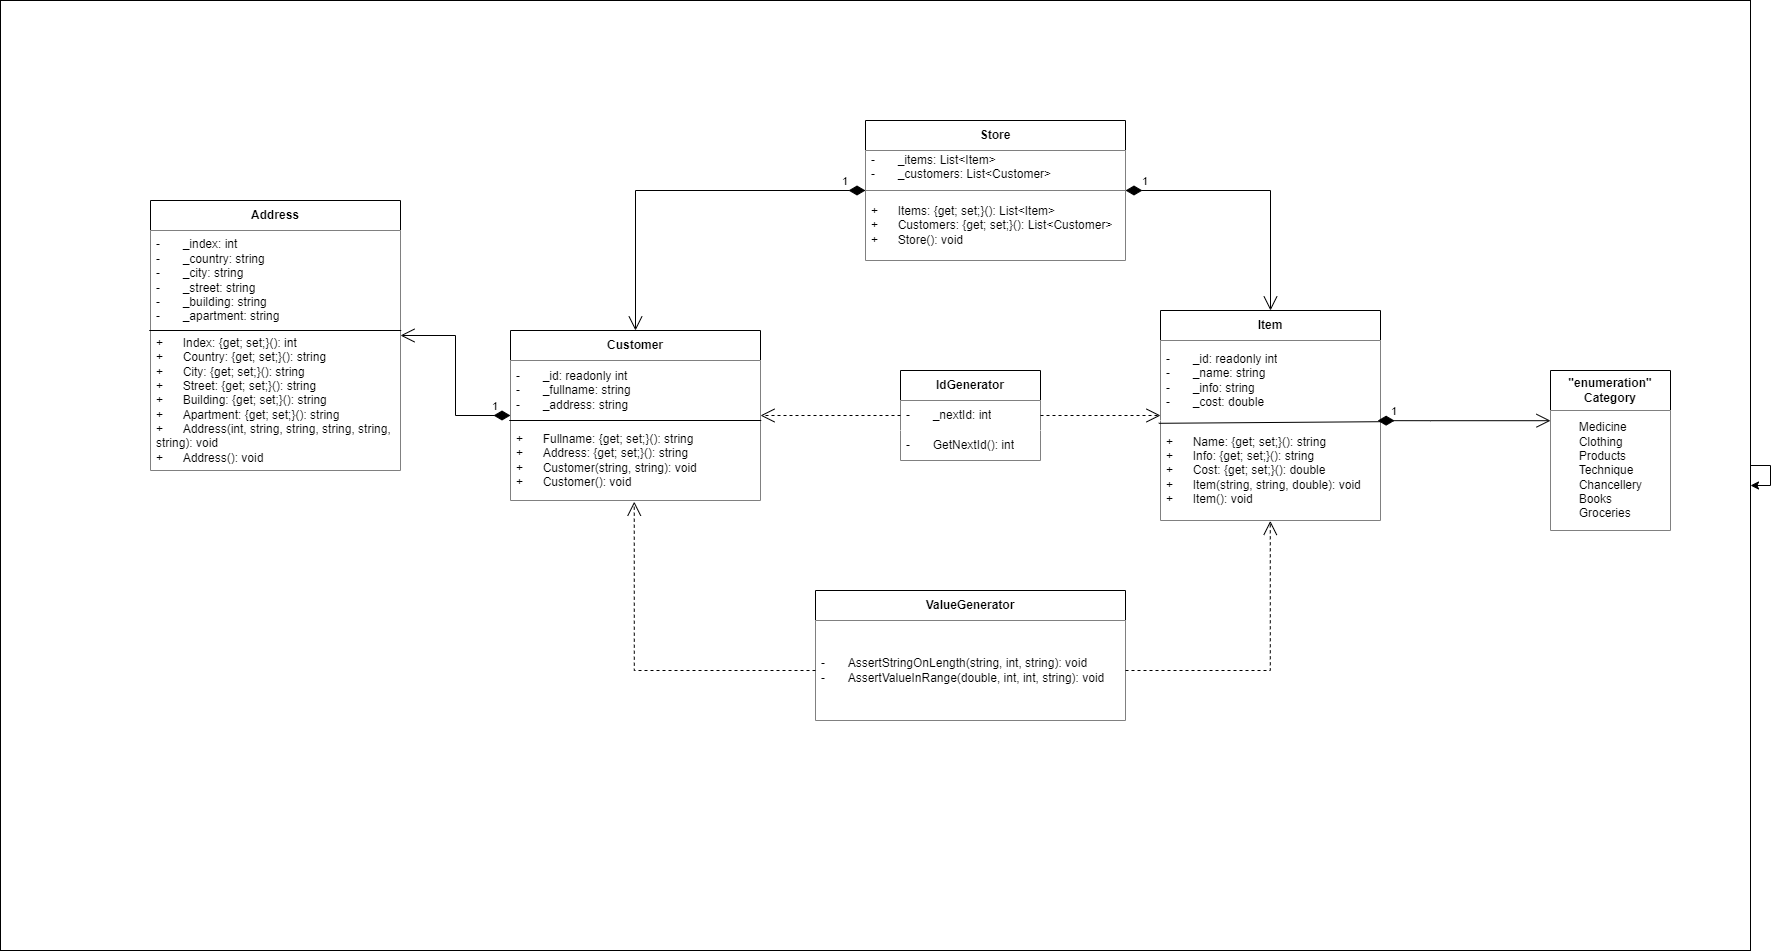 Store
- _items: List<Item>
- _customers: List<Customer>
1
1
+ Items: {get; set;}(): List<Item>
+ Customers: {get; set;}(): List<Customer>
+ Store(): void
Address
- _index: int
- _country: string
- _city: string
- _street: string
- _building: string
- _apartment: string
+ Index: {get; set;}(): int
+ Country: {get; set;}(): string
+ City: {get; set;}(): string
+ Street: {get; set;}(): string
+ Building: {get; set;}(): string
+ Apartment: {get; set;}(): string
+ Address(int, string, string, string, string,
string): void
+ Address(): void
1
Customer
- _id: readonly int
- _fullname: string
- _address: string
+ Fullname: {get; set;}(): string
+ Address: {get; set;}(): string
+ Customer(string, string): void
+ Customer(): void
IdGenerator
- _nextId: int
- GetNextId(): int
Item
- _id: readonly int
- _name: string
- _info: string
- _cost: double
+ Name: {get; set;}(): string
+ Info: {get; set;}(): string
+ Cost: {get; set;}(): double
+ Item(string, string, double): void
+ Item(): void
1
"enumeration"
Category
Medicine
Clothing
Products
Technique
Chancellery
Books
Groceries
ValueGenerator
- AssertStringOnLength(string, int, string): void
- AssertValueInRange(double, int, int, string): void